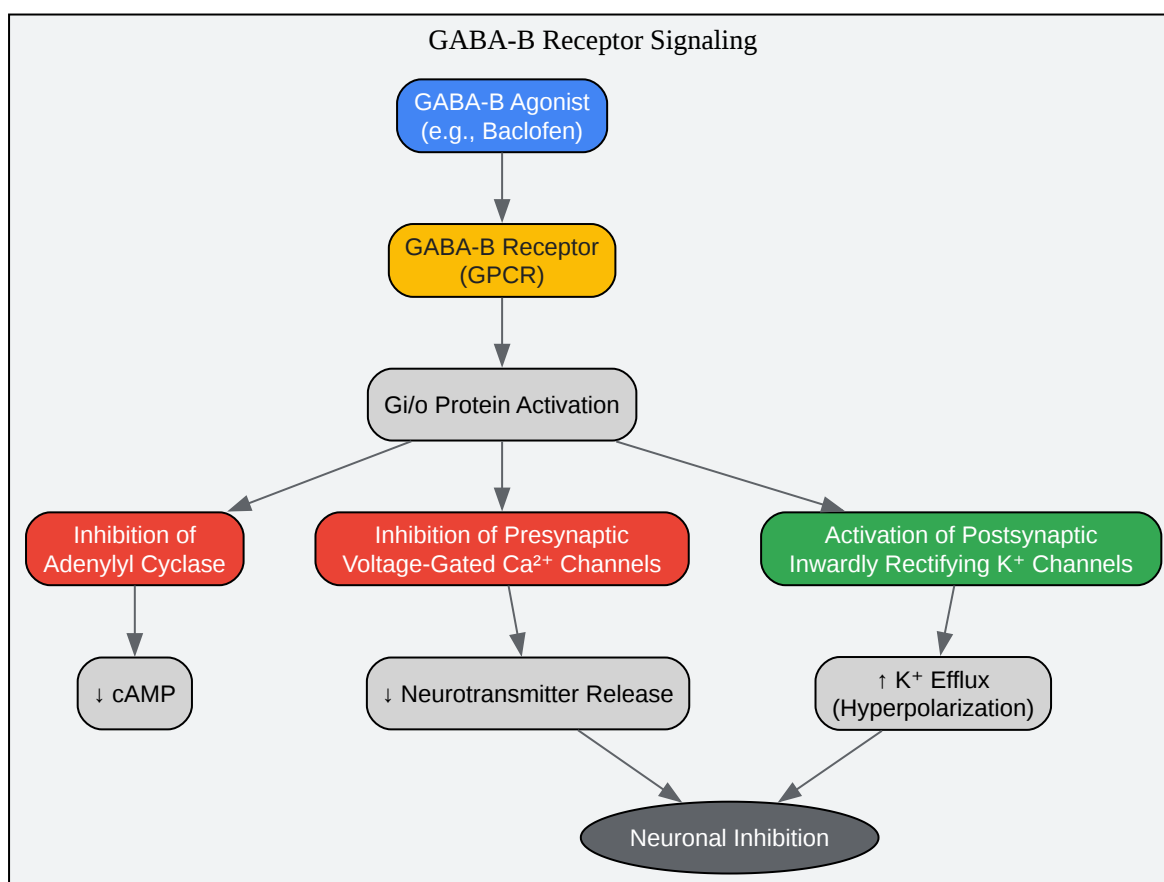 GABA-B Receptor Signaling
GABA-B Agonist
(e.g., Baclofen)
GABA-B Receptor
(GPCR)
Gi/o Protein Activation
Inhibition of
Adenylyl Cyclase
Inhibition of Presynaptic
Voltage-Gated Ca²⁺ Channels
Activation of Postsynaptic
Inwardly Rectifying K⁺ Channels
↓ cAMP
↓ Neurotransmitter Release
↑ K⁺ Efflux
(Hyperpolarization)
Neuronal Inhibition